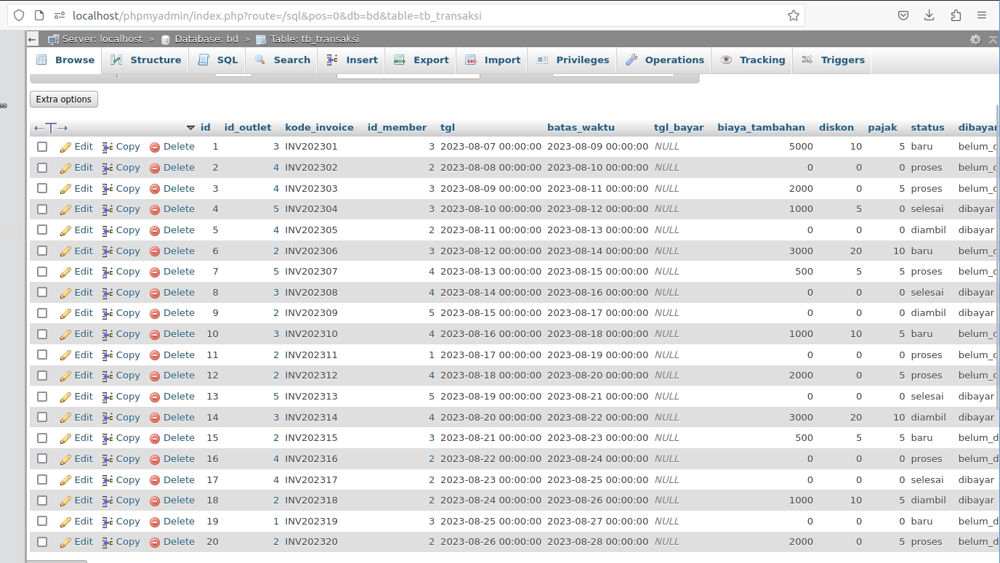 localhost/phpmyadmin/index.php?route=/sql&pos=0&db=bd&table=tb_transaksi
Server: localhost » Database: bd » Table: tb_transaksi
Browse Structure SQL Search Insert Export Import Privileges Operations Tracking Triggers
Extra options
id id_outlet kode_invoice id_member tgl batas_waktu tgl_bayar biaya_tambahan diskon pajak status dibayar
Edit Copy Delete 1 3 INV202301 3 2023-08-07 00:00:00 2023-08-09 00:00:00 NULL 5000 10 5 baru belum_
Edit Copy Delete 2 4 INV202302 2 2023-08-08 00:00:00 2023-08-10 00:00:00 NULL 0 0 0 proses belum_
Edit Copy Delete 3 4 INV202303 3 2023-08-09 00:00:00 2023-08-11 00:00:00 NULL 2000 0 5 proses belum_
Edit Copy Delete 4 5 INV202304 3 2023-08-10 00:00:00 2023-08-12 00:00:00 NULL 1000 5 0 selesai dibayar
Edit Copy Delete 5 4 INV202305 2 2023-08-11 00:00:00 2023-08-13 00:00:00 NULL 0 0 0 diambil dibayar
Edit Copy Delete 6 2 INV202306 3 2023-08-12 00:00:00 2023-08-14 00:00:00 NULL 3000 20 10 baru belum_
Edit Copy Delete 7 5 INV202307 4 2023-08-13 00:00:00 2023-08-15 00:00:00 NULL 500 5 5 proses belum_
Edit Copy Delete 8 3 INV202308 4 2023-08-14 00:00:00 2023-08-16 00:00:00 NULL 0 0 0 selesai dibayar
Edit Copy Delete 9 2 INV202309 5 2023-08-15 00:00:00 2023-08-17 00:00:00 NULL 0 0 0 diambil dibayar
Edit Copy Delete 10 3 INV202310 4 2023-08-16 00:00:00 2023-08-18 00:00:00 NULL 1000 10 5 baru belum_
Edit Copy Delete 11 2 INV202311 1 2023-08-17 00:00:00 2023-08-19 00:00:00 NULL 0 0 0 proses belum_
Edit Copy Delete 12 2 INV202312 4 2023-08-18 00:00:00 2023-08-20 00:00:00 NULL 2000 0 5 proses belum_
Edit Copy Delete 13 5 INV202313 5 2023-08-19 00:00:00 2023-08-21 00:00:00 NULL 0 0 0 selesai dibayar
Edit Copy Delete 14 3 INV202314 4 2023-08-20 00:00:00 2023-08-22 00:00:00 NULL 3000 20 10 diambil dibayar
Edit Copy Delete 15 2 INV202315 3 2023-08-21 00:00:00 2023-08-23 00:00:00 NULL 500 5 5 baru belum_d
Edit Copy Delete 16 4 INV202316 2 2023-08-22 00:00:00 2023-08-24 00:00:00 NULL 0 0 0 proses belum_d
Edit Copy Delete 17 4 INV202317 2 2023-08-23 00:00:00 2023-08-25 00:00:00 NULL 0 0 0 selesai dibayar
Edit Copy Delete 18 2 INV202318 2 2023-08-24 00:00:00 2023-08-26 00:00:00 NULL 1000 10 5 diambil dibayar
Edit Copy Delete 19 1 INV202319 3 2023-08-25 00:00:00 2023-08-27 00:00:00 NULL 0 0 0 baru belum_d
Edit Copy Delete 20 2 INV202320 2 2023-08-26 00:00:00 2023-08-28 00:00:00 NULL 2000 0 5 proses belum_d